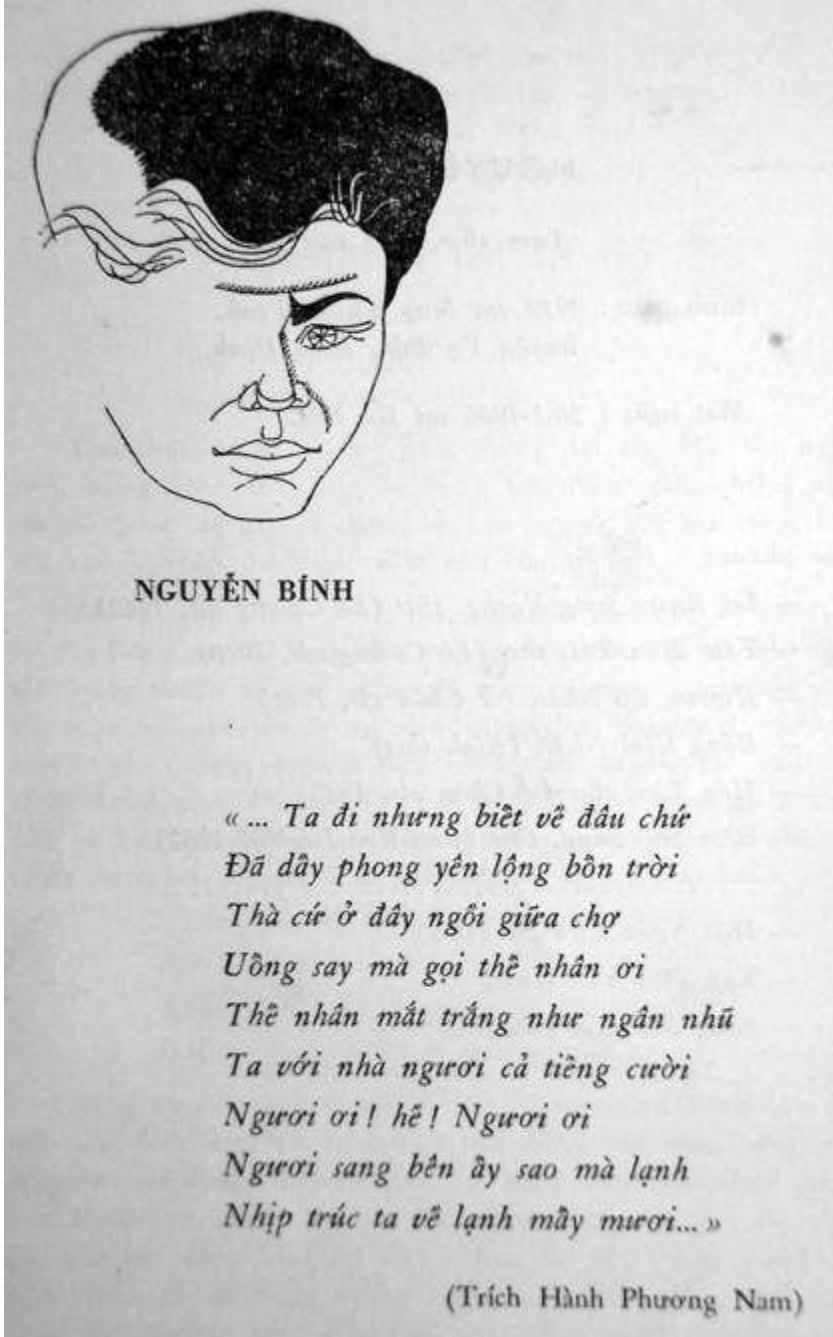 NGUYỄN BÍNH
« ... Ta đi nhưng biết về đâu chứ
Đã dầy phong yên lộng bốn trời
Thà cứ ở đây ngồi giữa chợ
Uống say mà gọi thế nhân ơi
Thế nhân mắt trắng như ngân nhũ
Ta với nhà ngươi cả tiếng cười
Ngươi ơi ! hề ! Ngươi ơi
Ngươi sang bên ấy sao mà lạnh
Nhịp trúc ta về lạnh mấy mươi... »
(Trích Hành Phương Nam)